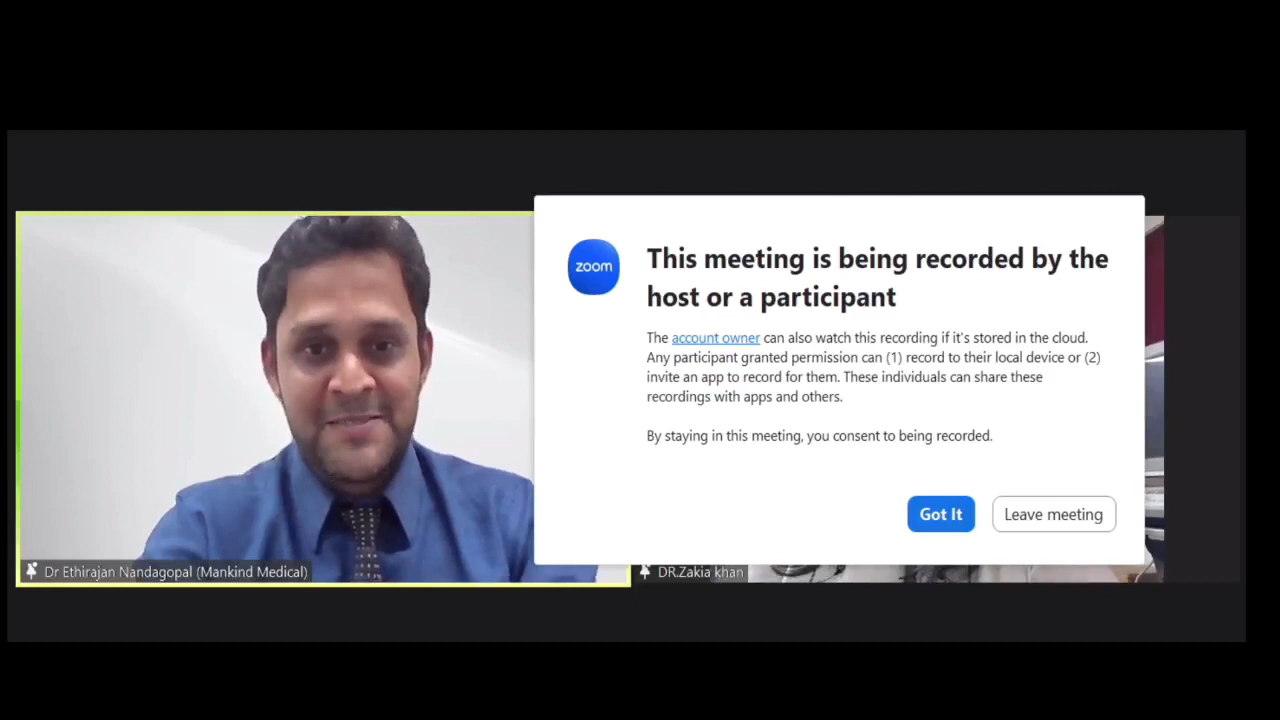 zoom
This meeting is being recorded by the
host or a participant
The account owner can also watch this recording if it's stored in the cloud.
Any participant granted permission can (1) record to their local device or (2)
invite an app to record for them. These individuals can share these
recordings with apps and others.
By staying in this meeting, you consent to being recorded.
Got It
Leave meeting
Dr Ethirajan Nandagopal (Mankind Medical)
DR.Zakia khan